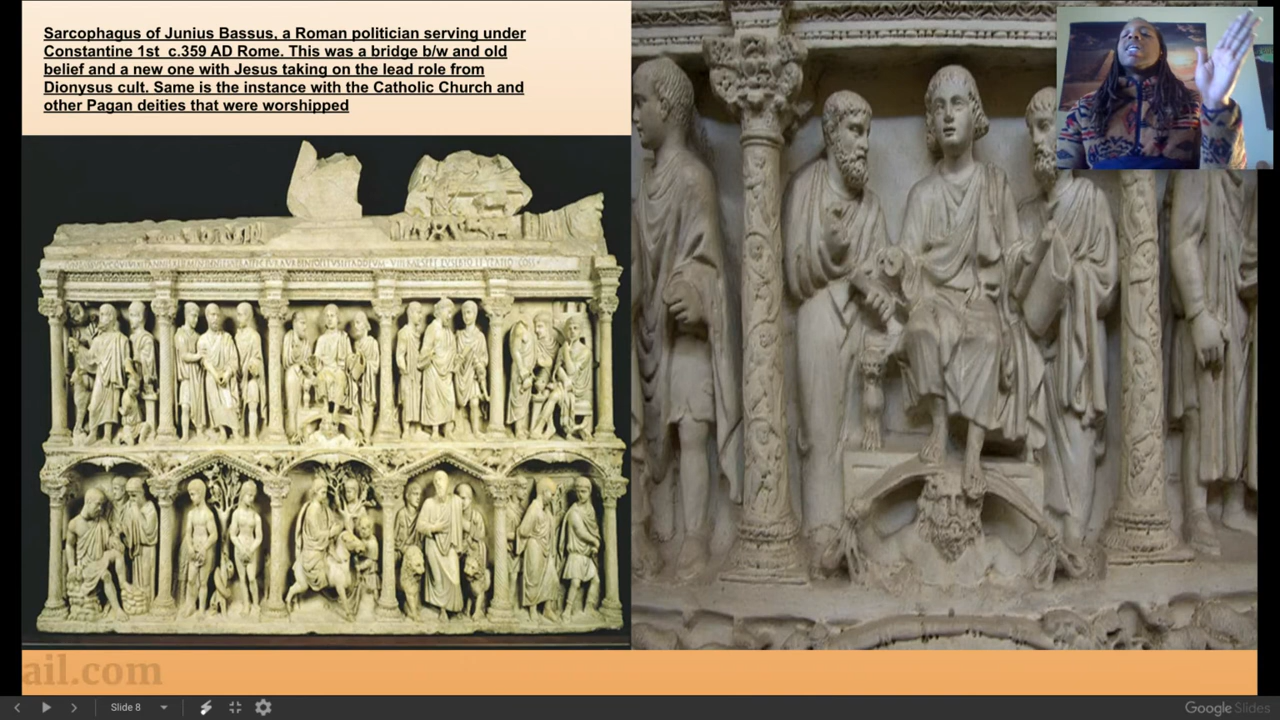 Sarcophagus of Junius Bassus, a Roman politician serving under
Constantine 1st  c.359 AD Rome. This was a bridge b/w and old
belief and a new one with Jesus taking on the lead role from
Dionysus cult. Same is the instance with the Catholic Church and
other Pagan deities that were worshipped
ail.com
Slide 8
Google Slides